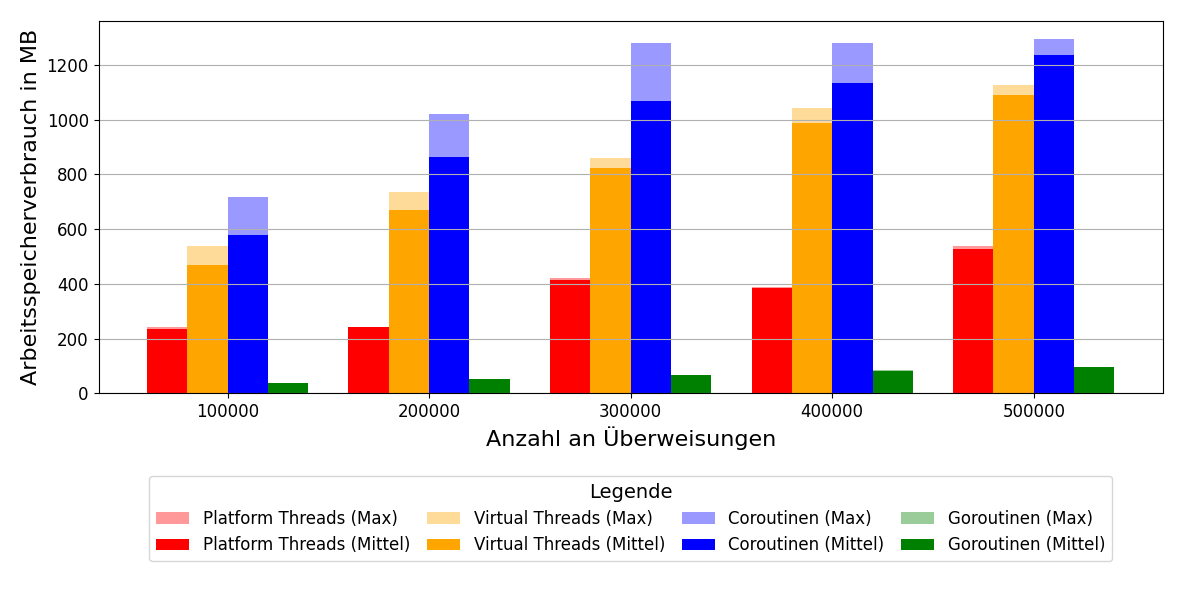 Arbeitsspeicherverbrauch in MB
1200
1000
800
600
400
200
0
100000 200000 300000 400000 500000
Anzahl an Überweisungen
Legende
Platform Threads (Max) Virtual Threads (Max) Coroutinen (Max) Goroutinen (Max)
Platform Threads (Mittel) Virtual Threads (Mittel) Coroutinen (Mittel) Goroutinen (Mittel)